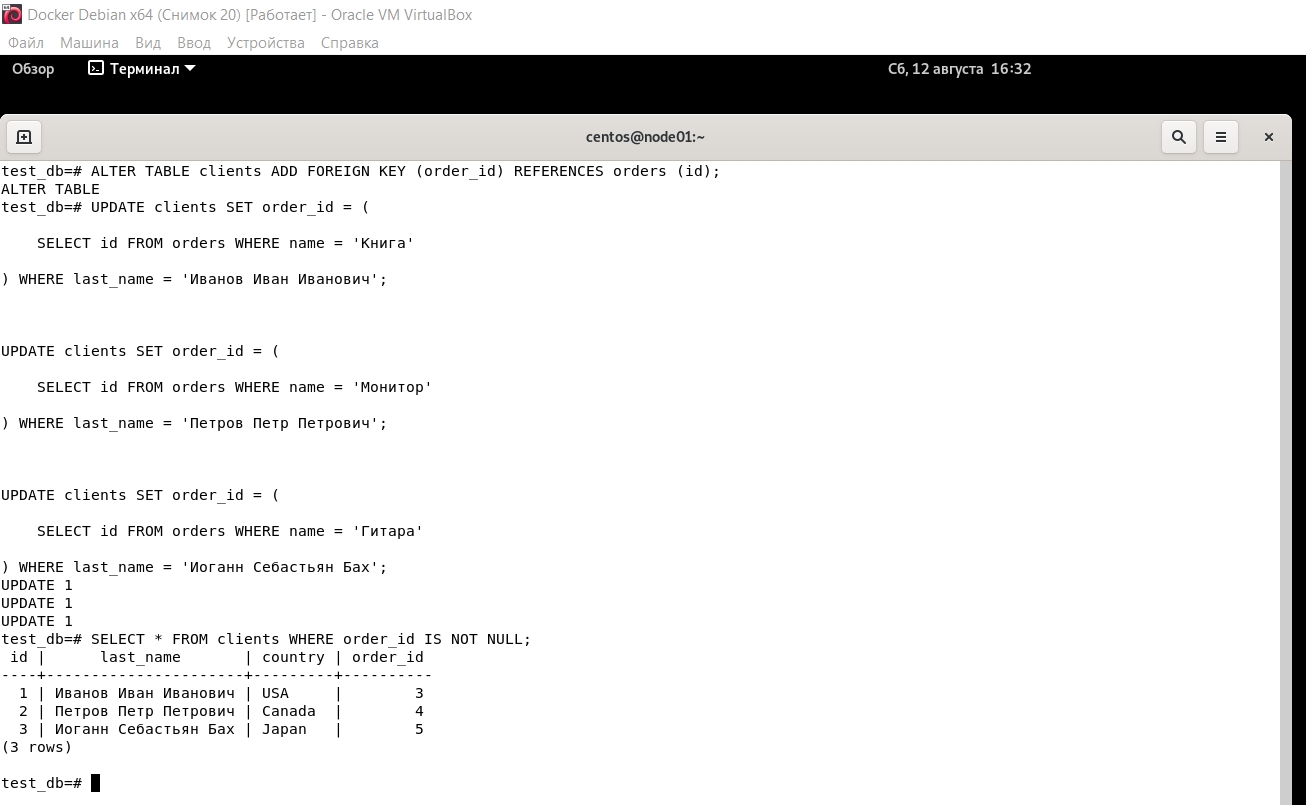 Docker Debian x64 (Снимок 20) [Работает] - Oracle VM VirtualBox
Файл Машина Вид Ввод Устройства Справка
Обзор Терминал Сб, 12 августа 16:32
centos@node01:~
test_db=# ALTER TABLE clients ADD FOREIGN KEY (order_id) REFERENCES orders (id);
ALTER TABLE
test_db=# UPDATE clients SET order_id = (
    SELECT id FROM orders WHERE name = 'Книга'
) WHERE last_name = 'Иванов Иван Иванович';
UPDATE clients SET order_id = (
    SELECT id FROM orders WHERE name = 'Монитор'
) WHERE last_name = 'Петров Петр Петрович';
UPDATE clients SET order_id = (
    SELECT id FROM orders WHERE name = 'Гитара'
) WHERE last_name = 'Иоганн Себастьян Бах';
UPDATE 1
UPDATE 1
UPDATE 1
test_db=# SELECT * FROM clients WHERE order_id IS NOT NULL;
 id |      last_name       | country | order_id
----+----------------------+---------+----------
  1 | Иванов Иван Иванович | USA     |        3
  2 | Петров Петр Петрович | Canada  |        4
  3 | Иоганн Себастьян Бах | Japan   |        5
(3 rows)
test_db=#